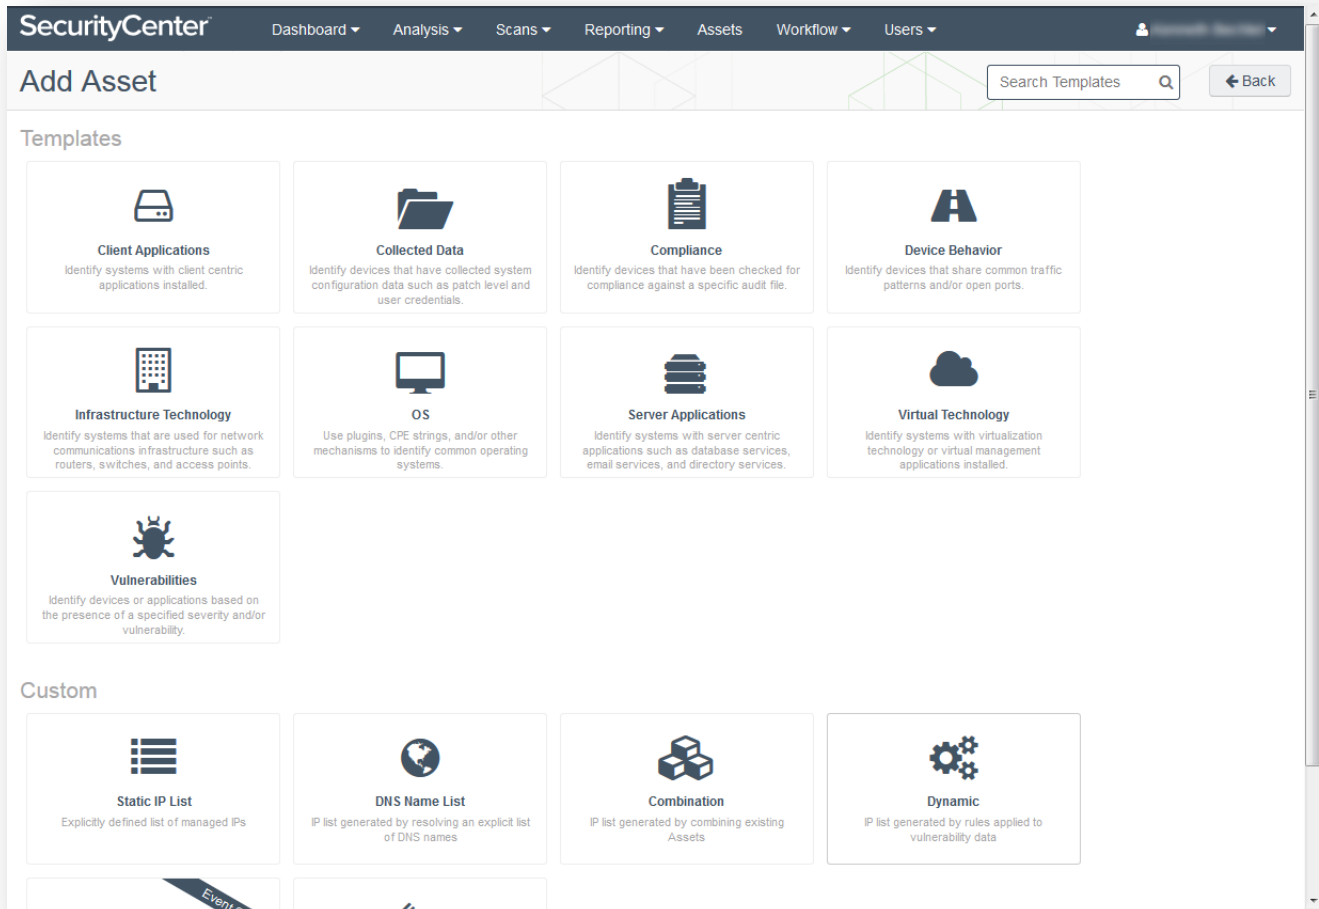 SecurityCenter
Dashboard
Analysis
Scans
Reporting
Assets
Workflow
Users
Add Asset
Search Templates
Back
Templates
Client Applications
Identify systems with client centric
applications installed.
Collected Data
Identify devices that have collected system
configuration data such as patch level and
user credentials.
Compliance
Identify devices that have been checked for
compliance against a specific audit file.
Device Behavior
Identify devices that share common traffic
patterns and/or open ports.
Infrastructure Technology
Identify systems that are used for network
communications infrastructure such as
routers, switches, and access points.
OS
Use plugins, CPE strings, and/or other
mechanisms to identify common operating
systems.
Server Applications
Identify systems with server centric
applications such as database services,
email services, and directory services.
Virtual Technology
Identify systems with virtualization
technology or virtual management
applications installed.
Vulnerabilities
Identify devices or applications based on
the presence of a specified severity and/or
vulnerability.
Custom
Static IP List
Explicitly defined list of managed IPs
DNS Name List
IP list generated by resolving an explicit list
of DNS names
Combination
IP list generated by combining existing
Assets
Dynamic
IP list generated by rules applied to
vulnerability data
Event